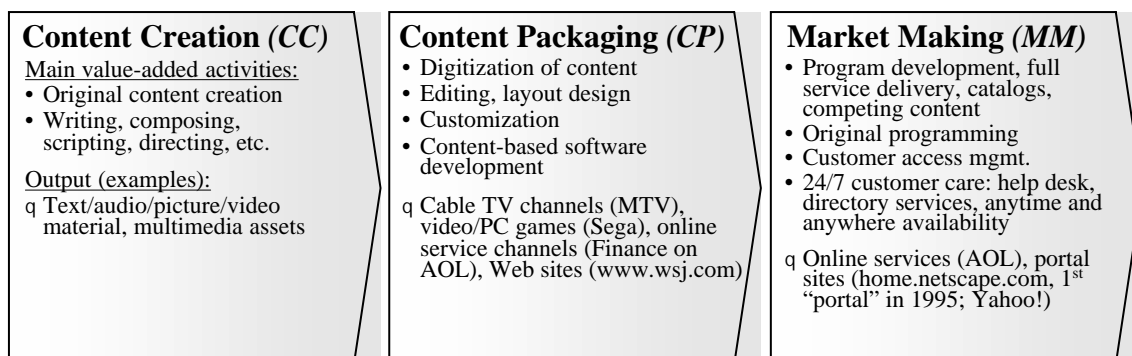 Content Creation (CC)
Main value-added activities:
• Original content creation
• Writing, composing,
scripting, directing, etc.
Output (examples):
q Text/audio/picture/video
material, multimedia assets
Content Packaging (CP)
• Digitization of content
• Editing, layout design
• Customization
• Content-based software
development
q Cable TV channels (MTV),
video/PC games (Sega), online
service channels (Finance on
AOL), Web sites (www.wsj.com)
Market Making (MM)
• Program development, full
service delivery, catalogs,
competing content
• Original programming
• Customer access mgmt.
• 24/7 customer care: help desk,
directory services, anytime and
anywhere availability
q Online services (AOL), portal
sites (home.netscape.com, 1st
“portal” in 1995; Yahoo!)